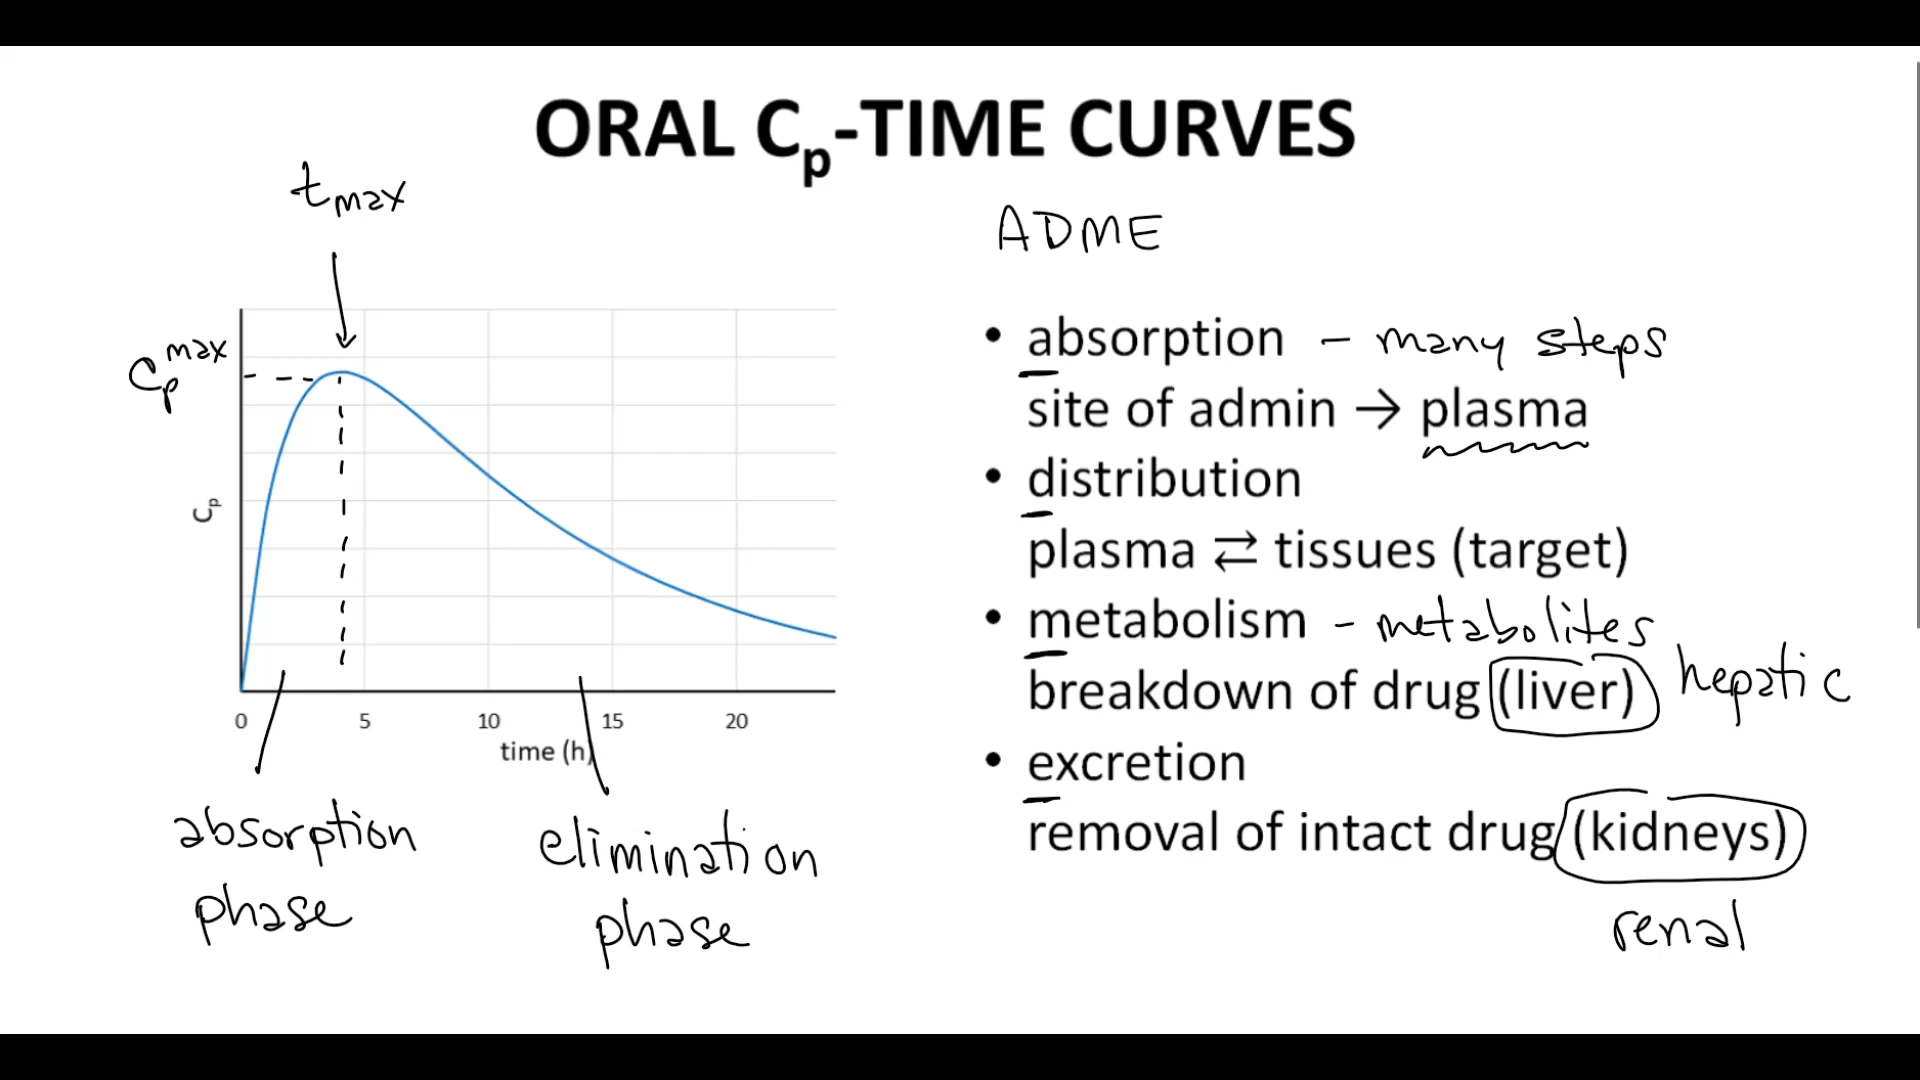 ORAL Cp-TIME CURVES
tmax
Cp max
Cp
0 5 10 15 20
time (h)
absorption
phase
elimination
phase
ADME
• absorption – many steps
site of admin → plasma
• distribution
plasma ⇄ tissues (target)
• metabolism – metabolites
breakdown of drug (liver) hepatic
• excretion
removal of intact drug (kidneys)
renal